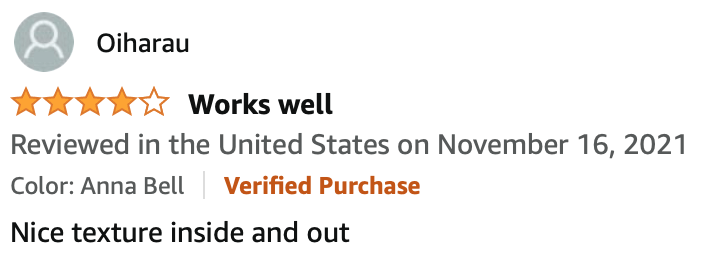 Oiharau
Works well
Reviewed in the United States on November 16, 2021
Color: Anna Bell Verified Purchase
Nice texture inside and out